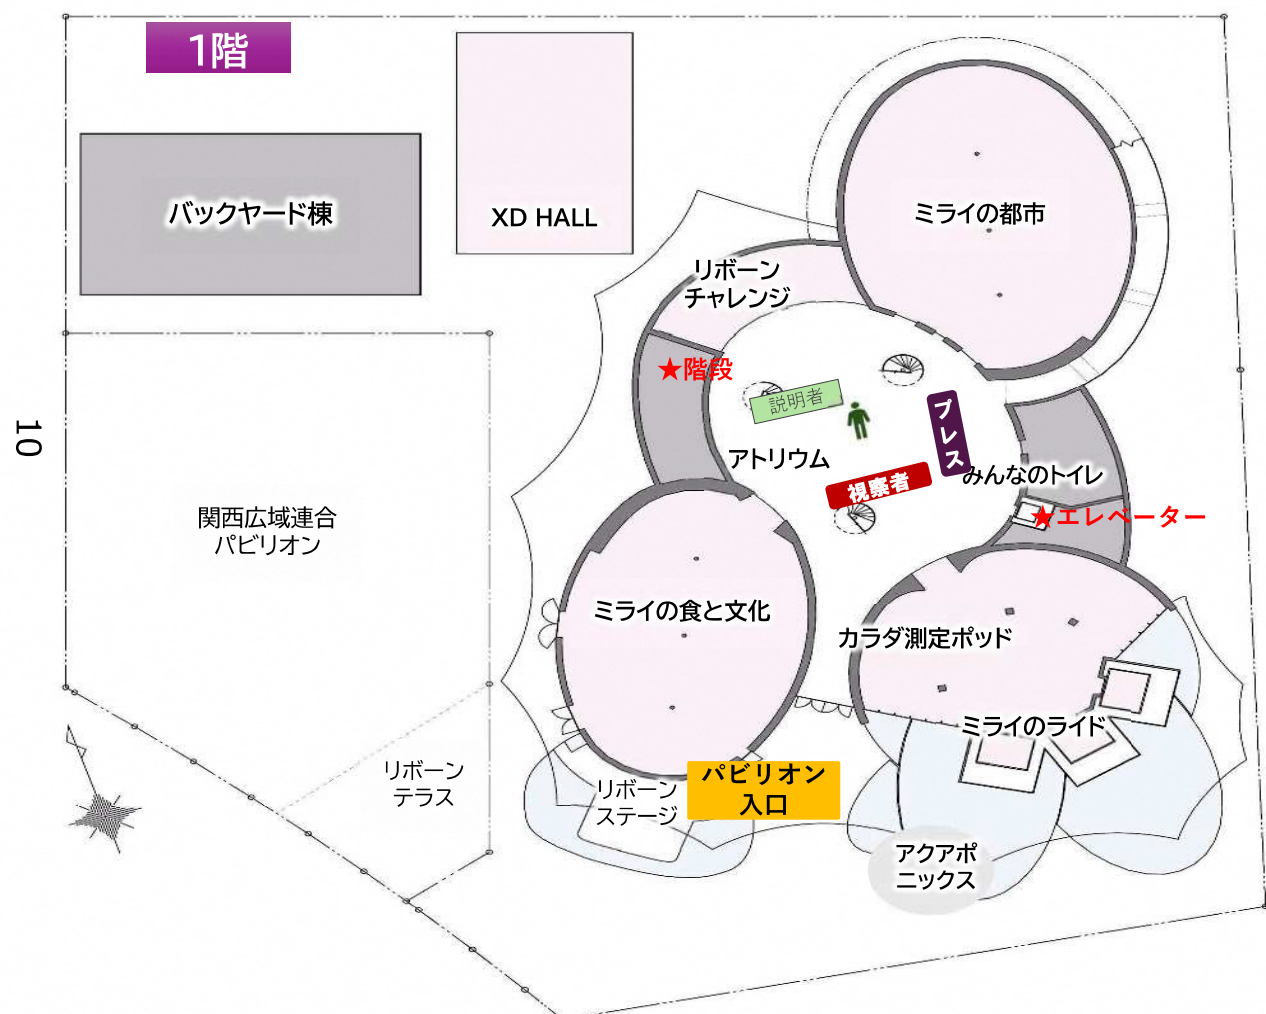 1階
バックヤード棟
XD HALL
ミライの都市
リボーン
チャレンジ
★階段
説明者
プレス
アトリウム
視察者
みんなのトイレ
★エレベーター
10
関西広域連合
パビリオン
ミライの食と文化
カラダ測定ポッド
ミライのライド
リボーン
テラス
リボーン
ステージ
パビリオン
入口
アクアポ
ニックス